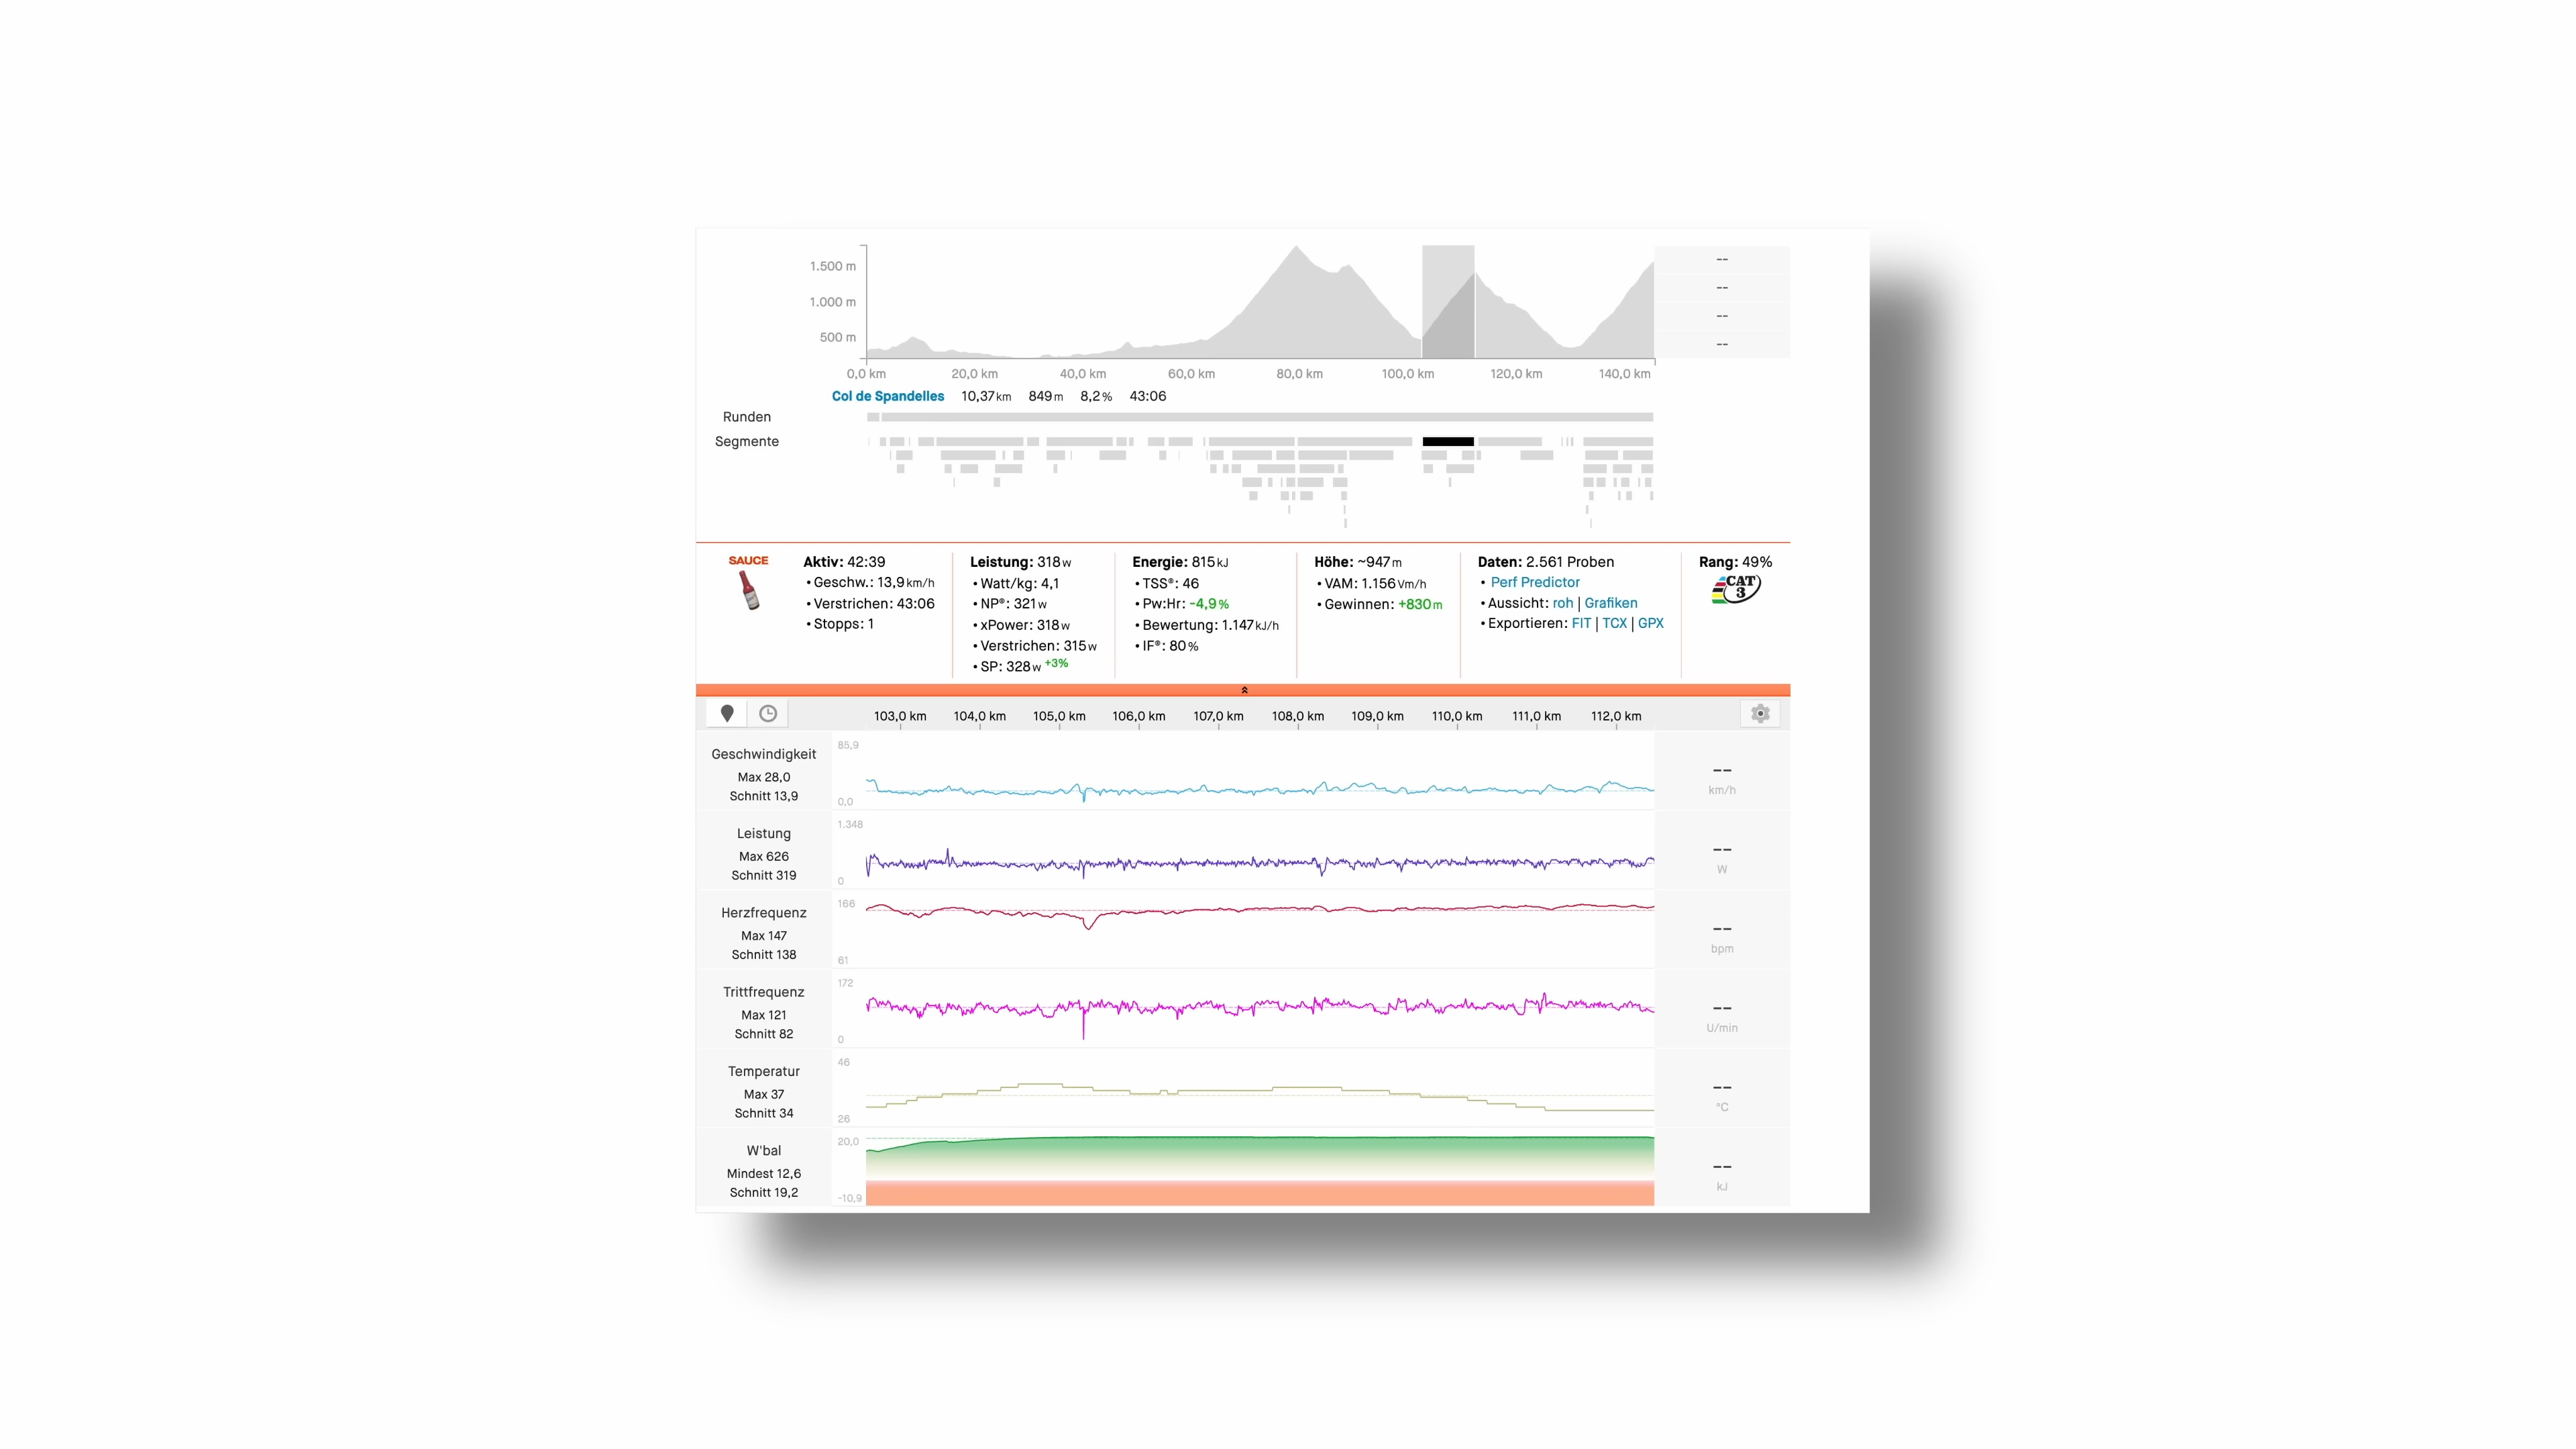 1.500 m
1.000 m
500 m
--
--
--
--
0,0 km 20,0 km 40,0 km 60,0 km 80,0 km 100,0 km 120,0 km 140,0 km
Col de Spandelles 10,37 km 849 m 8,2 % 43:06
Runden
Segmente
SAUCE
Aktiv: 42:39
• Geschw.: 13,9 km/h
• Verstrichen: 43:06
• Stopps: 1
Leistung: 318 w
• Watt/kg: 4,1
• NP®: 321 w
• xPower: 318 w
• Verstrichen: 315 w
• SP: 328 w +3%
Energie: 815 kJ
• TSS®: 46
• Pw:Hr: -4,9 %
• Bewertung: 1.147 kJ/h
• IF®: 80 %
Höhe: ~947 m
• VAM: 1.156 Vm/h
• Gewinnen: +830 m
Daten: 2.561 Proben
• Perf Predictor
• Aussicht: roh | Grafiken
• Exportieren: FIT | TCX | GPX
Rang: 49%
CAT
3
103,0 km 104,0 km 105,0 km 106,0 km 107,0 km 108,0 km 109,0 km 110,0 km 111,0 km 112,0 km
Geschwindigkeit
Max 28,0
Schnitt 13,9
85,9
0,0
--
km/h
Leistung
Max 626
Schnitt 319
1.348
0
--
W
Herzfrequenz
Max 147
Schnitt 138
166
61
--
bpm
Trittfrequenz
Max 121
Schnitt 82
172
0
--
U/min
Temperatur
Max 37
Schnitt 34
46
26
--
°C
W'bal
Mindest 12,6
Schnitt 19,2
20,0
-10,9
--
kJ